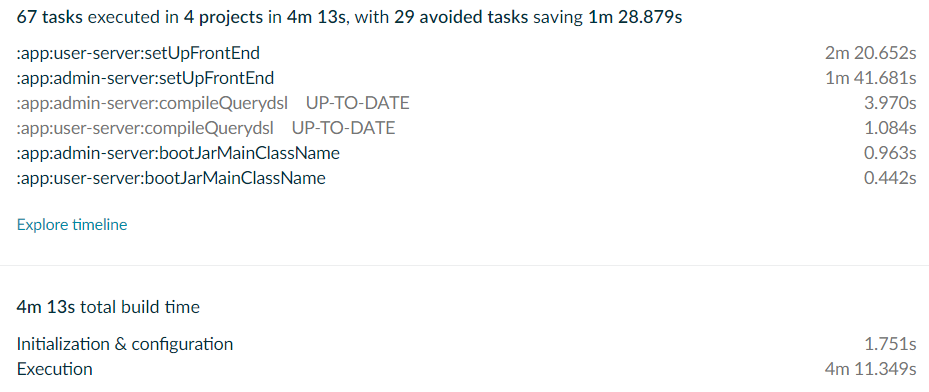 67 tasks executed in 4 projects in 4m 13s, with 29 avoided tasks saving 1m 28.879s
:app:user-server:setUpFrontEnd 2m 20.652s
:app:admin-server:setUpFrontEnd 1m 41.681s
:app:admin-server:compileQuerydsl UP-TO-DATE 3.970s
:app:user-server:compileQuerydsl UP-TO-DATE 1.084s
:app:admin-server:bootJarMainClassName 0.963s
:app:user-server:bootJarMainClassName 0.442s
Explore timeline
4m 13s total build time
Initialization & configuration 1.751s
Execution 4m 11.349s